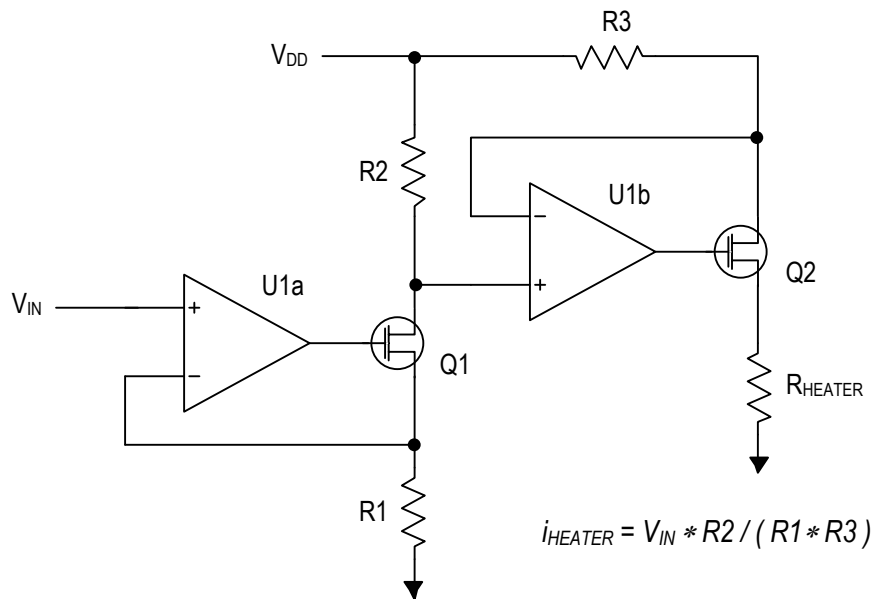 R3
VDD
R2
U1b
−
+
Q2
U1a
VIN
+
−
Q1
RHEATER
R1
iHEATER = VIN * R2 / ( R1 * R3 )